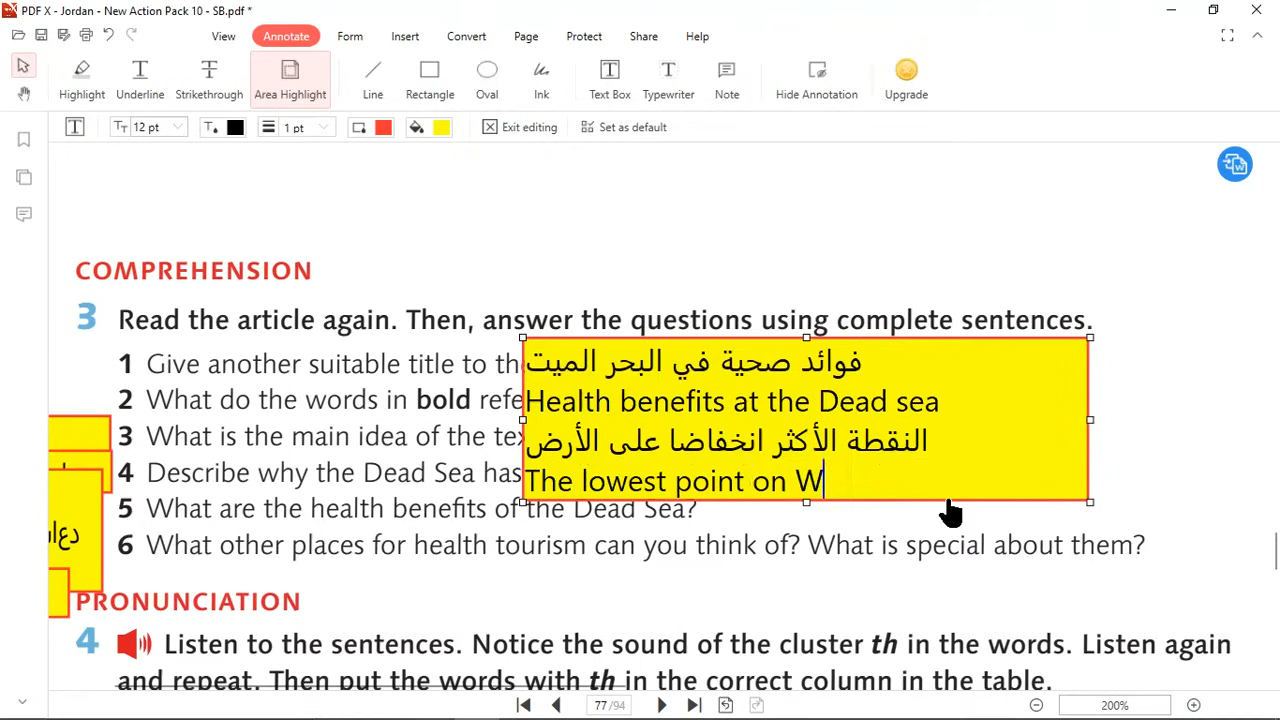 PDF X - Jordan - New Action Pack 10 - SB.pdf *
View Annotate Form Insert Convert Page Protect Share Help
Highlight Underline Strikethrough Area Highlight Line Rectangle Oval Ink Text Box Typewriter Note Hide Annotation Upgrade
12 pt 1 pt Exit editing Set as default
COMPREHENSION
3 Read the article again. Then, answer the questions using complete sentences.
1 Give another suitable title to th
2 What do the words in bold refe
3 What is the main idea of the te
4 Describe why the Dead Sea has
5 What are the health benefits of the Dead Sea?
6 What other places for health tourism can you think of? What is special about them?
فوائد صحية في البحر الميت
Health benefits at the Dead sea
النقطة الأكثر انخفاضا على الأرض
The lowest point on W
PRONUNCIATION
4 Listen to the sentences. Notice the sound of the cluster th in the words. Listen again
and repeat. Then put the words with th in the correct column in the table.
77/94 200%